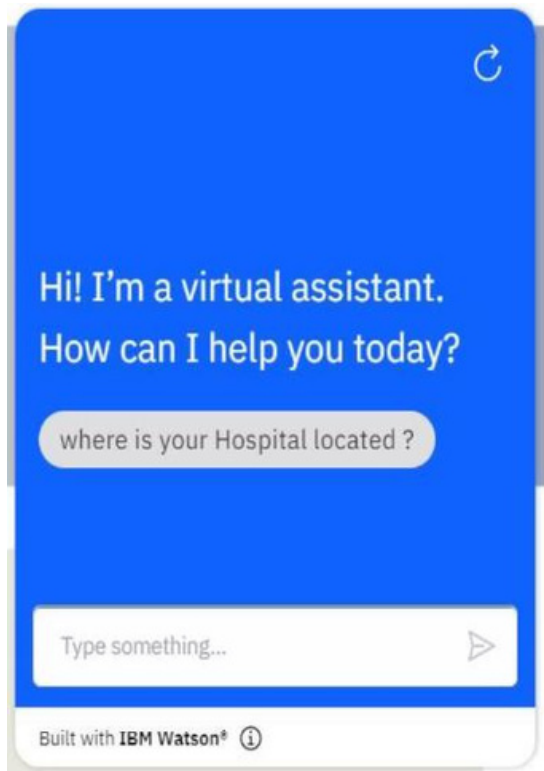 Hi! I'm a virtual assistant.
How can I help you today?
where is your Hospital located ?
Type something...
Built with IBM Watson®